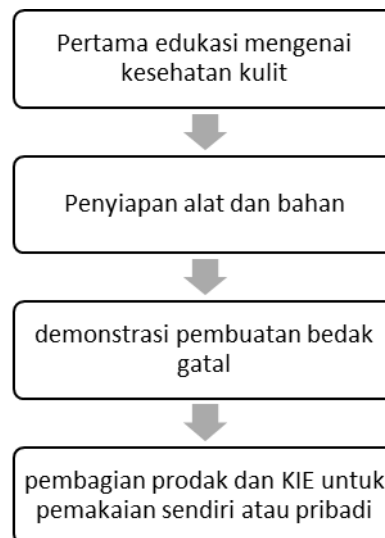 Pertama edukasi mengenai
kesehatan kulit
Penyiapan alat dan bahan
demonstrasi pembuatan bedak
gatal
pembagian prodak dan KIE untuk
pemakaian sendiri atau pribadi